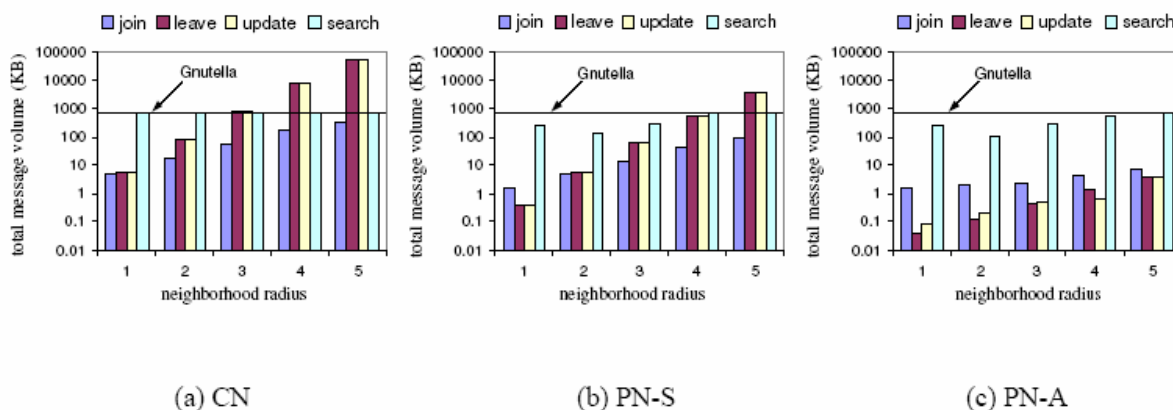 join leave update search
total message volume (KB)
100000
10000
1000
100
10
1
0.1
0.01
Gnutella
1 2 3 4 5
neighborhood radius
(a) CN
join leave update search
total message volume (KB)
100000
10000
1000
100
10
1
0.1
0.01
Gnutella
1 2 3 4 5
neighborhood radius
(b) PN-S
join leave update search
total message volume (KB)
100000
10000
1000
100
10
1
0.1
0.01
Gnutella
1 2 3 4 5
neighborhood radius
(c) PN-A